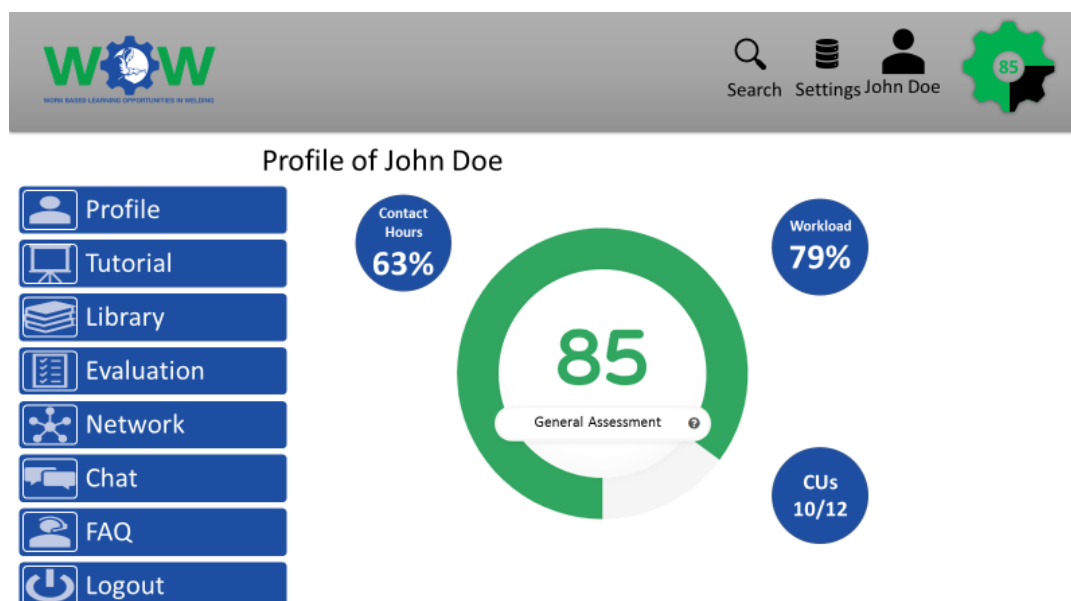 WOW
WORK BASED LEARNING OPPORTUNITIES IN WELDING
Search
Settings
John Doe
85
Profile of John Doe
Profile
Tutorial
Library
Evaluation
Network
Chat
FAQ
Logout
Contact
Hours
63%
Workload
79%
85
General Assessment ?
CUs
10/12